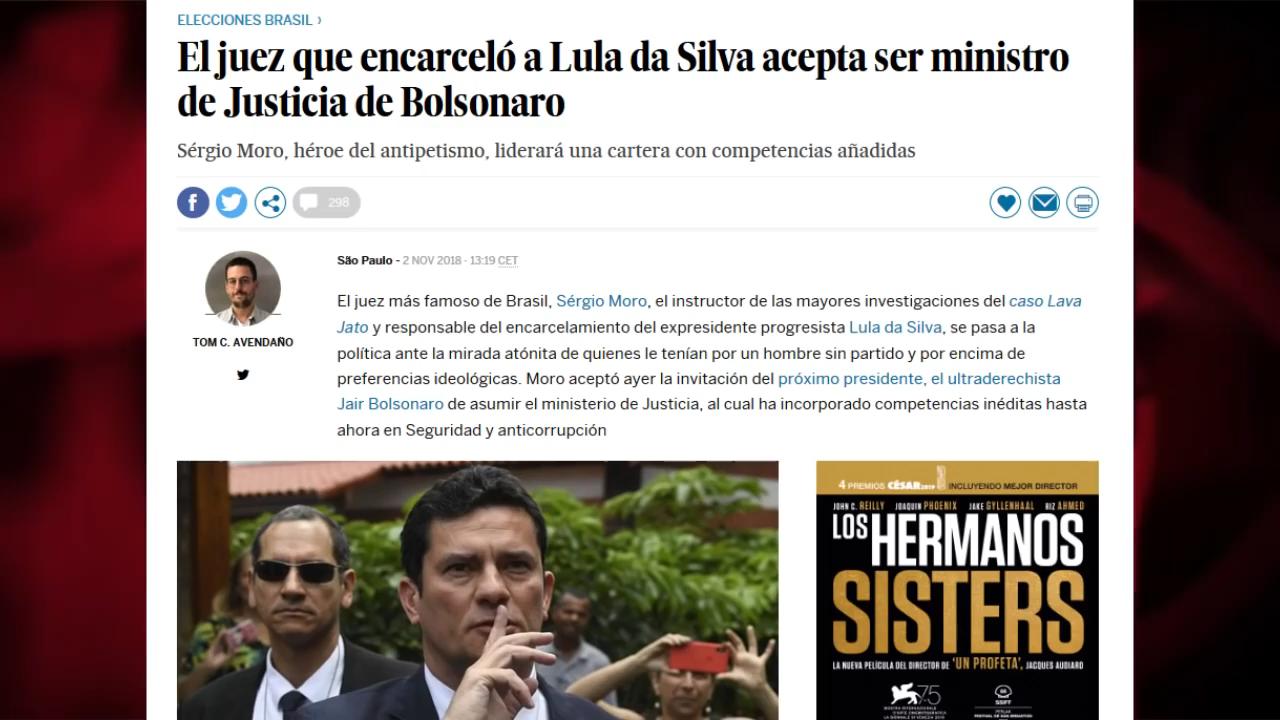 ELECCIONES BRASIL ›
El juez que encarceló a Lula da Silva acepta ser ministro
de Justicia de Bolsonaro
Sérgio Moro, héroe del antipetismo, liderará una cartera con competencias añadidas
298
São Paulo - 2 NOV 2018 - 13:19 CET
TOM C. AVENDAÑO
El juez más famoso de Brasil, Sérgio Moro, el instructor de las mayores investigaciones del caso Lava
Jato y responsable del encarcelamiento del expresidente progresista Lula da Silva, se pasa a la
política ante la mirada atónita de quienes le tenían por un hombre sin partido y por encima de
preferencias ideológicas. Moro aceptó ayer la invitación del próximo presidente, el ultraderechista
Jair Bolsonaro de asumir el ministerio de Justicia, al cual ha incorporado competencias inéditas hasta
ahora en Seguridad y anticorrupción
4 PREMIOS CÉSAR 2019 INCLUYENDO MEJOR DIRECTOR
JOHN C. REILLY JOAQUIN PHOENIX JAKE GYLLENHAAL RIZ AHMED
LOS HERMANOS
SISTERS
LA NUEVA PELÍCULA DEL DIRECTOR DE 'UN PROFETA', JACQUES AUDIARD
75
SSIFF